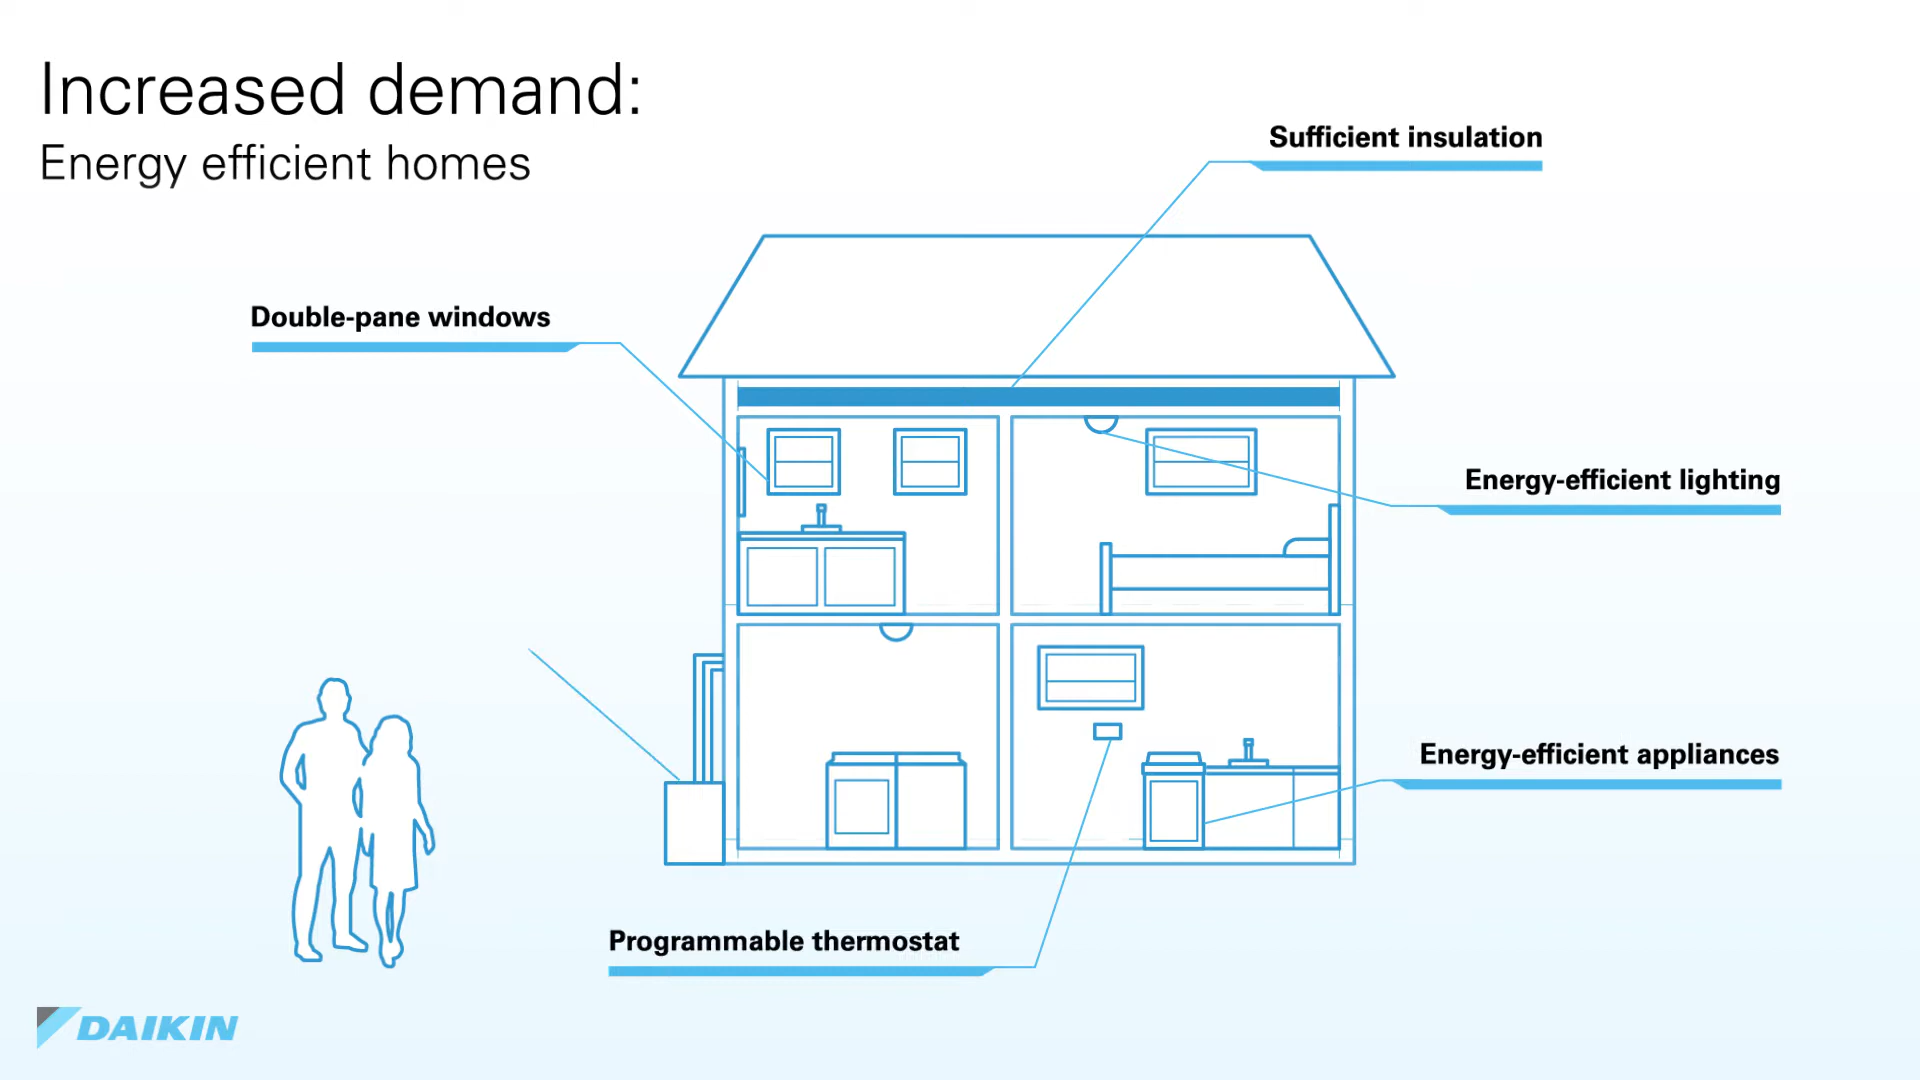 Increased demand:
Energy efficient homes
Sufficient insulation
Double-pane windows
Energy-efficient lighting
Energy-efficient appliances
Programmable thermostat
DAIKIN